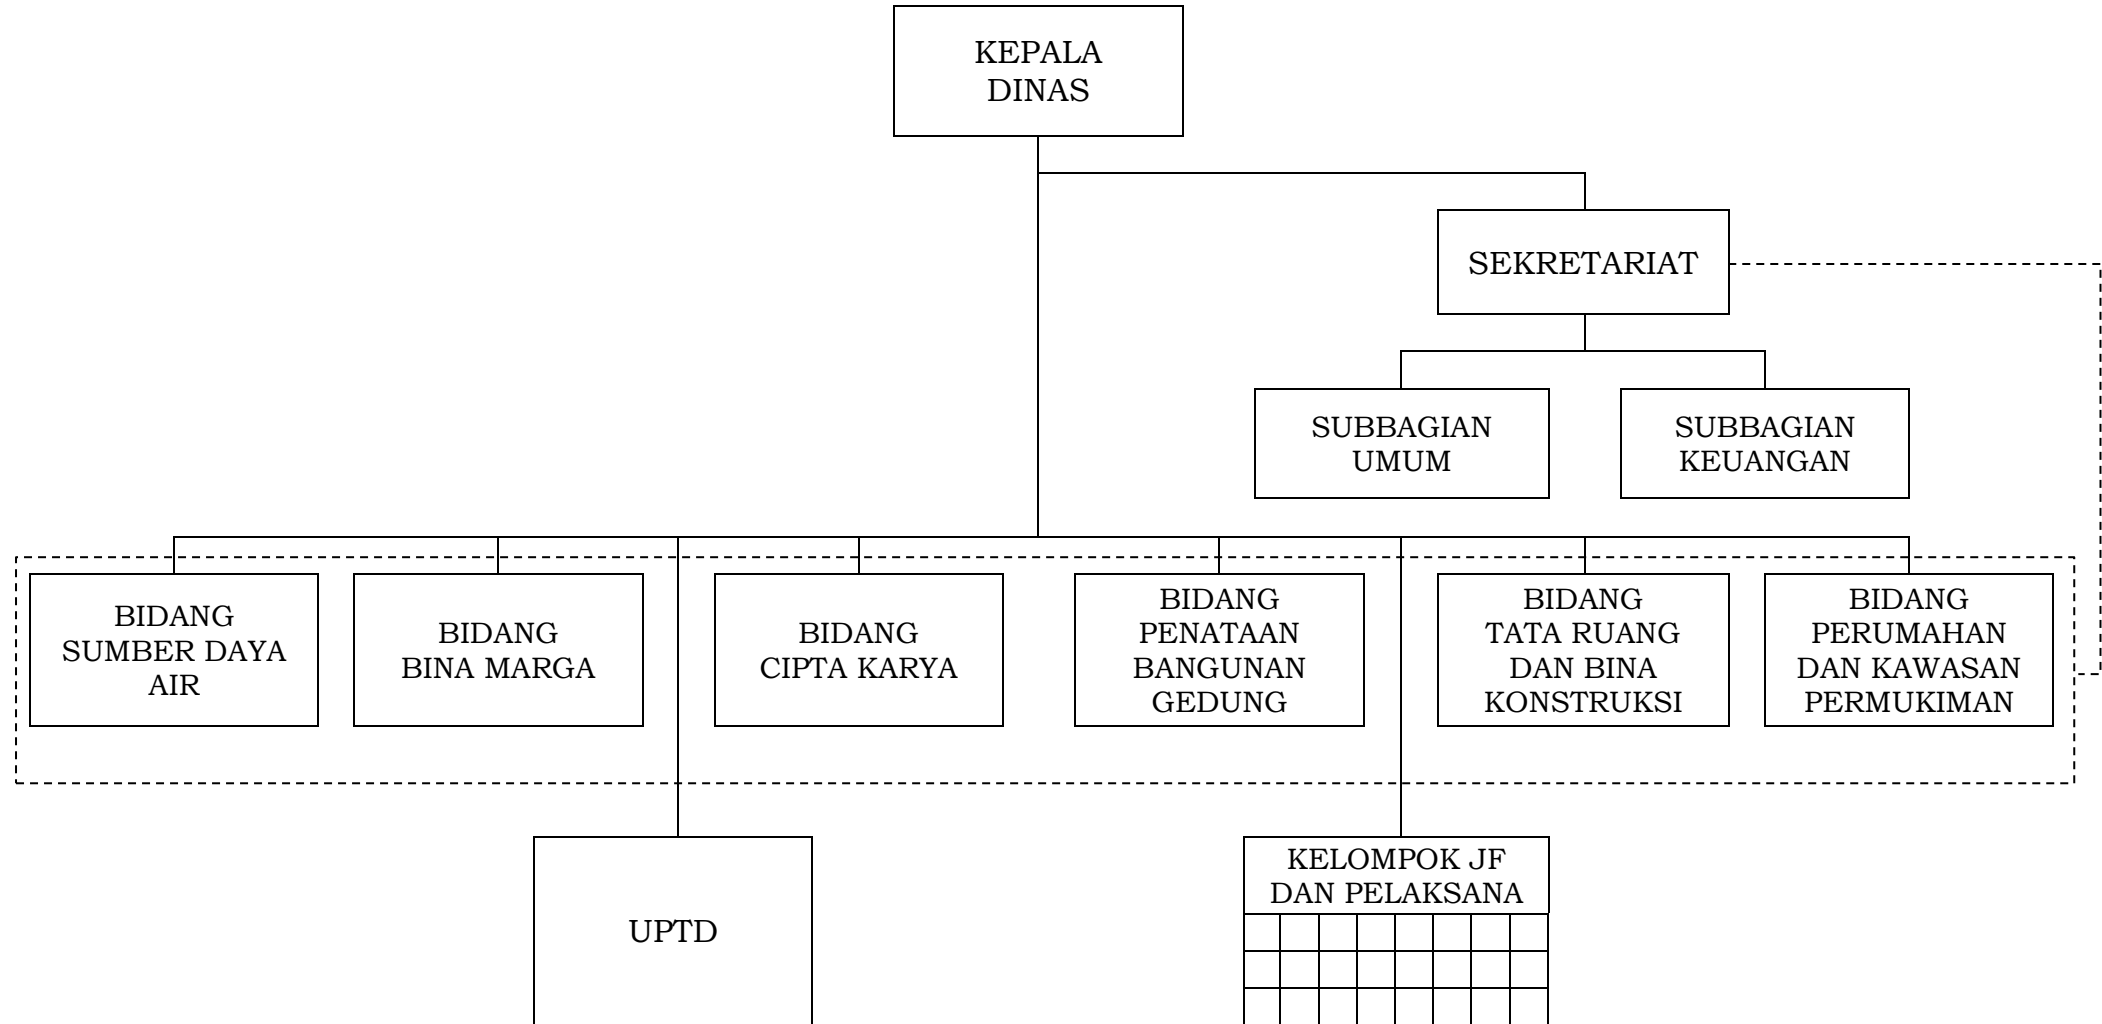 KEPALA
DINAS
SEKRETARIAT
SUBBAGIAN
UMUM
SUBBAGIAN
KEUANGAN
BIDANG
SUMBER DAYA
AIR
BIDANG
BINA MARGA
BIDANG
CIPTA KARYA
BIDANG
PENATAAN
BANGUNAN
GEDUNG
BIDANG
TATA RUANG
DAN BINA
KONSTRUKSI
BIDANG
PERUMAHAN
DAN KAWASAN
PERMUKIMAN
UPTD
KELOMPOK JF
DAN PELAKSANA